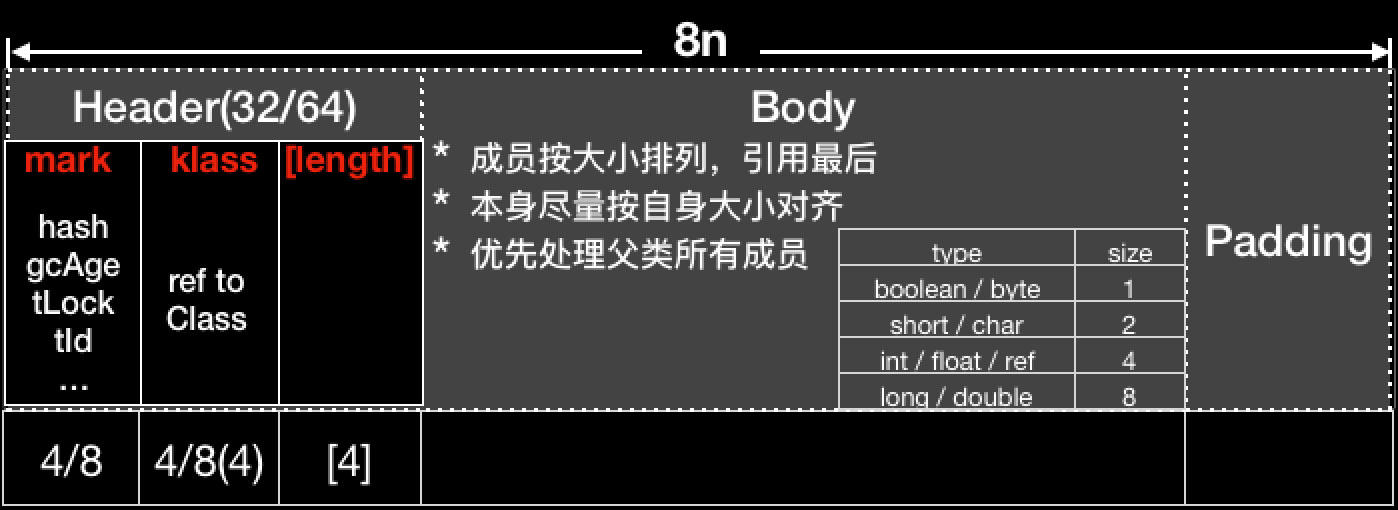 8n
Header(32/64)
Body
Padding
mark
klass
[length]
hash
gcAge
tLock
tId
...
ref to
Class
* 成员按大小排列，引用最后
* 本身尽量按自身大小对齐
* 优先处理父类所有成员
type size
boolean / byte 1
short / char 2
int / float / ref 4
long / double 8
4/8 4/8(4) [4]